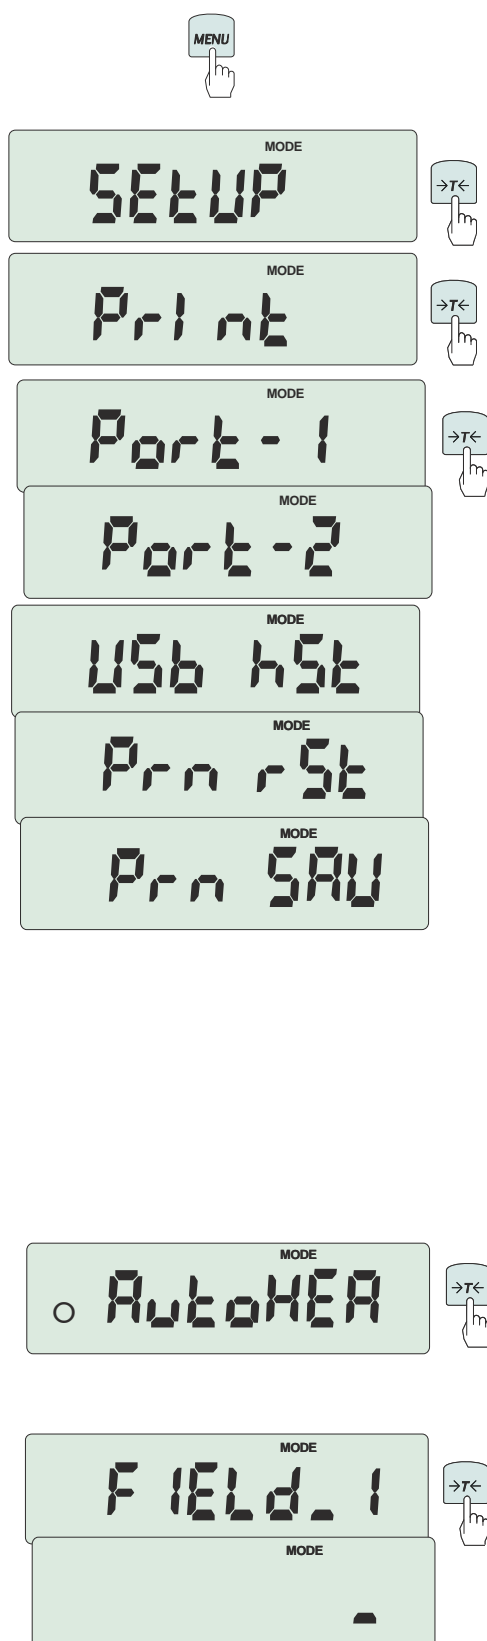 MENU
MODE
SEtUP
→T←
MODE
PrInt
→T←
MODE
Port-1
→T←
MODE
Port-2
MODE
USb hSt
MODE
Prn rSt
MODE
Prn SAU
MODE
AutoHEA
→T←
MODE
FIELd_1
→T←
MODE
-